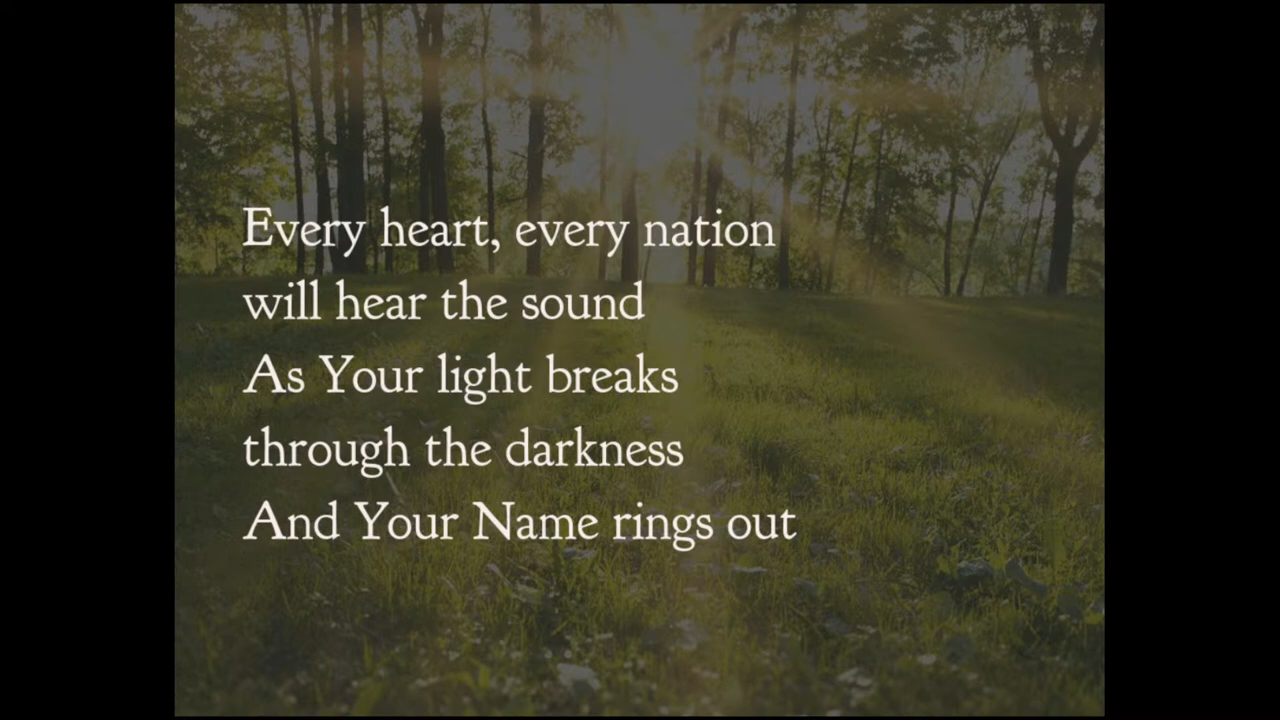 Every heart, every nation
will hear the sound
As Your light breaks
through the darkness
And Your Name rings out